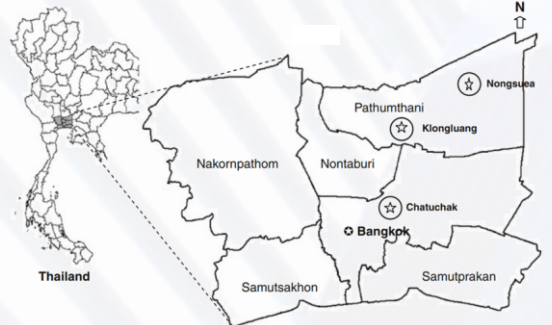 N
Nongsuea
Pathumthani
Klongluang
Nakornpathom
Nontaburi
Chatuchak
Bangkok
Thailand
Samutsakhon
Samutprakan